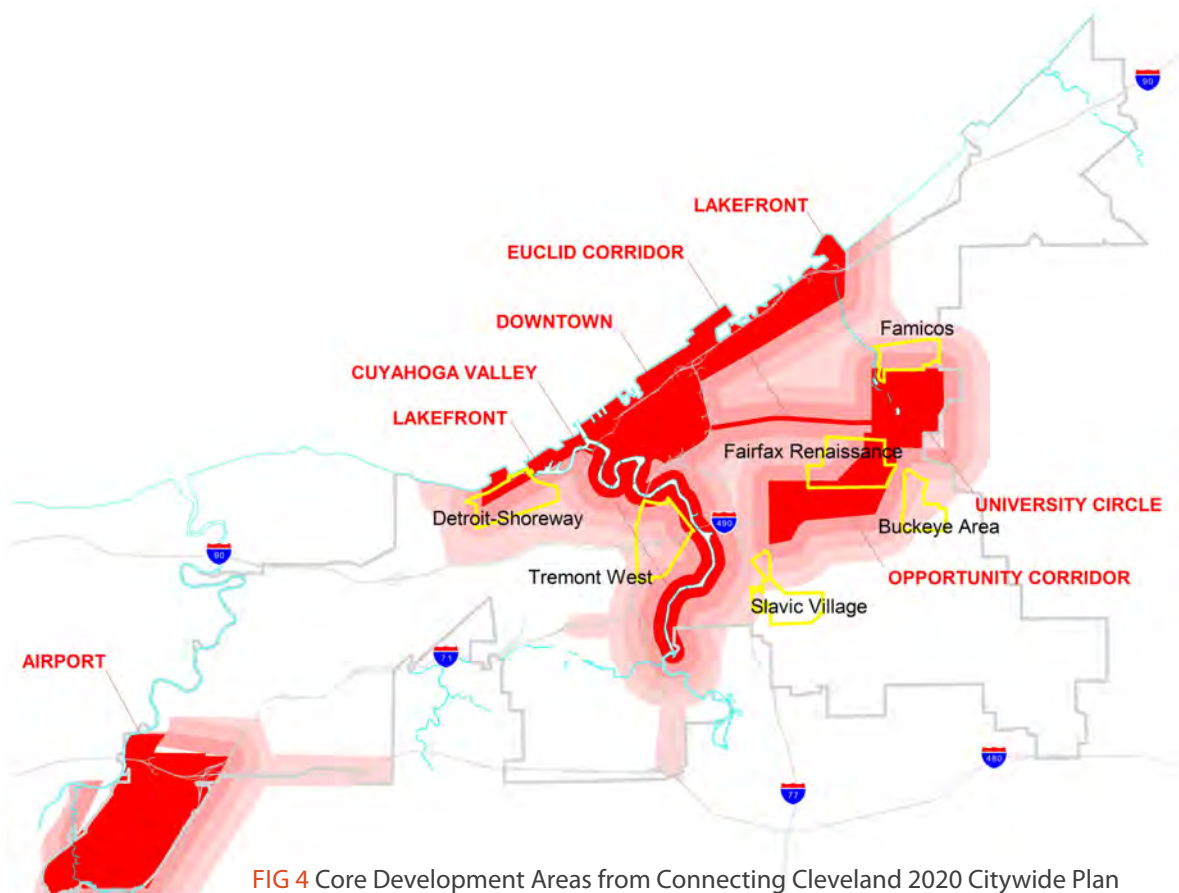 90
LAKEFRONT
EUCLID CORRIDOR
DOWNTOWN
Famicos
CUYAHOGA VALLEY
LAKEFRONT
Fairfax Renaissance
UNIVERSITY CIRCLE
Detroit-Shoreway
490
Buckeye Area
90
Tremont West
OPPORTUNITY CORRIDOR
Slavic Village
AIRPORT
71
480
77
FIG 4 Core Development Areas from Connecting Cleveland 2020 Citywide Plan